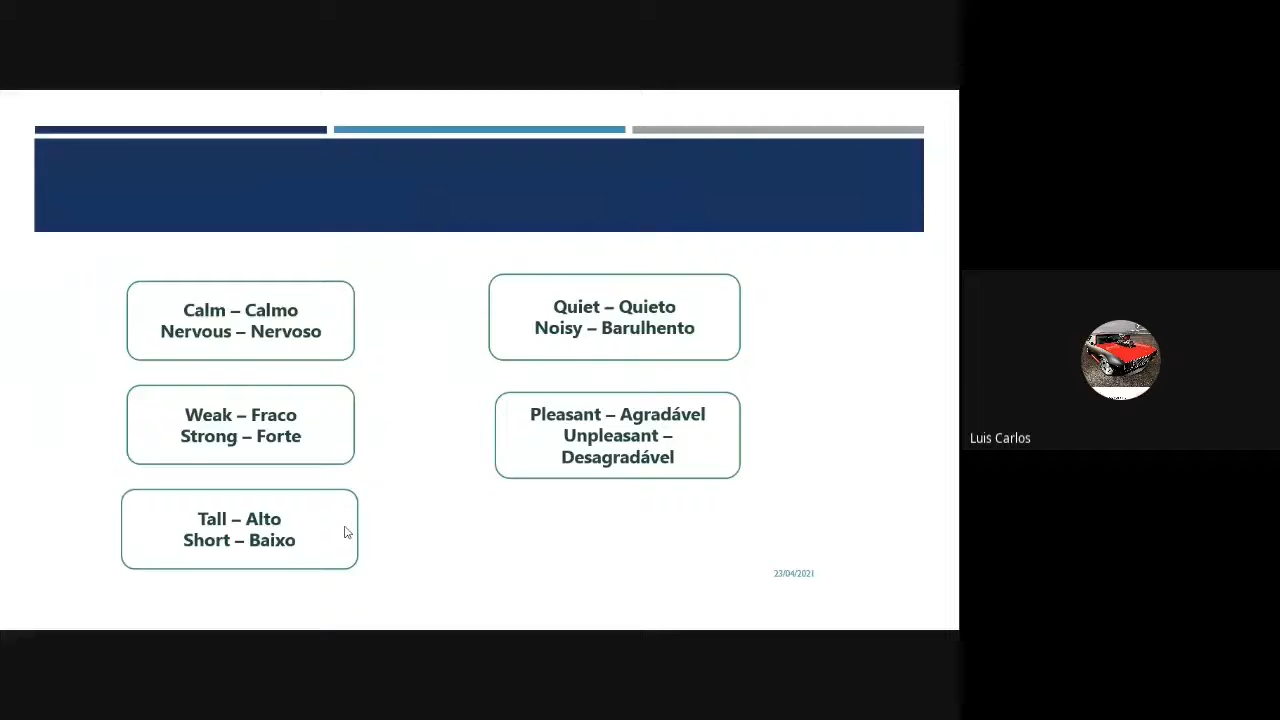 Calm – Calmo
Nervous – Nervoso
Weak – Fraco
Strong – Forte
Tall – Alto
Short – Baixo
Quiet – Quieto
Noisy – Barulhento
Pleasant – Agradável
Unpleasant –
Desagradável
23/04/2021
Luis Carlos